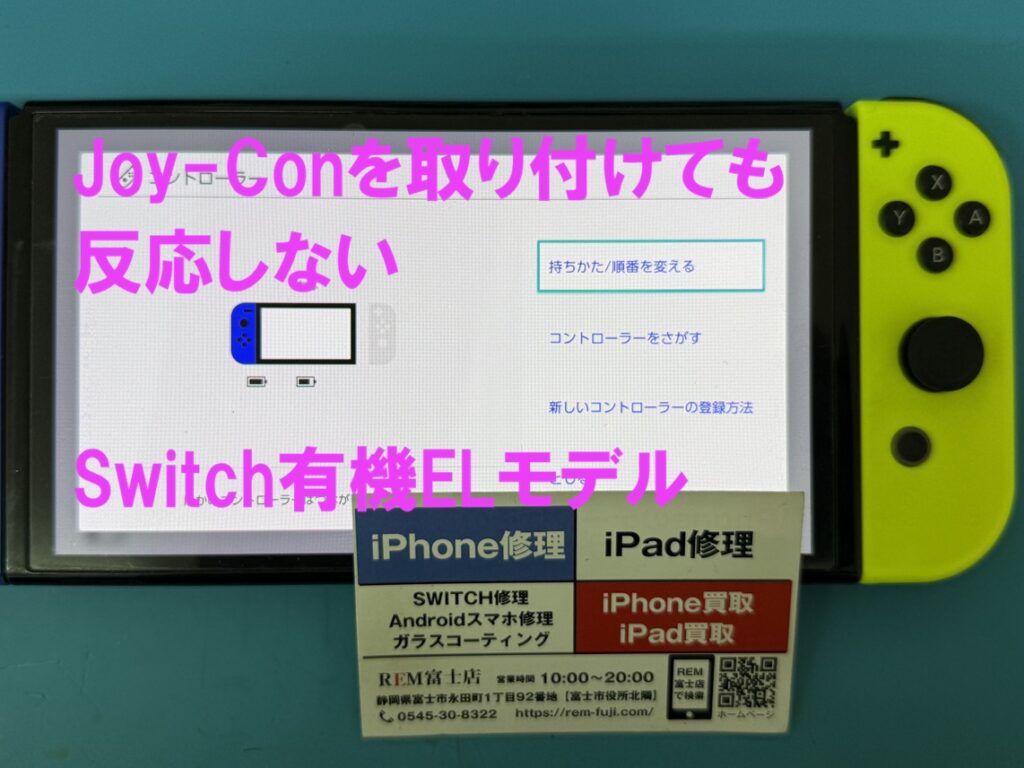 Joy-Conを取り付けても
反応しない
持ちかた/順番を変える
コントローラーをさがす
新しいコントローラーの登録方法
Switch有機ELモデル
X
Y
A
B
iPhone修理
iPad修理
SWITCH修理
Androidスマホ修理
ガラスコーティング
iPhone買取
iPad買取
REM富士店 営業時間 10:00~20:00
静岡県富士市永田町1丁目92番地【富士市役所北隣】
0545-30-8322 https://rem-fuji.com/
REM
富士店
で検索
ホームページ